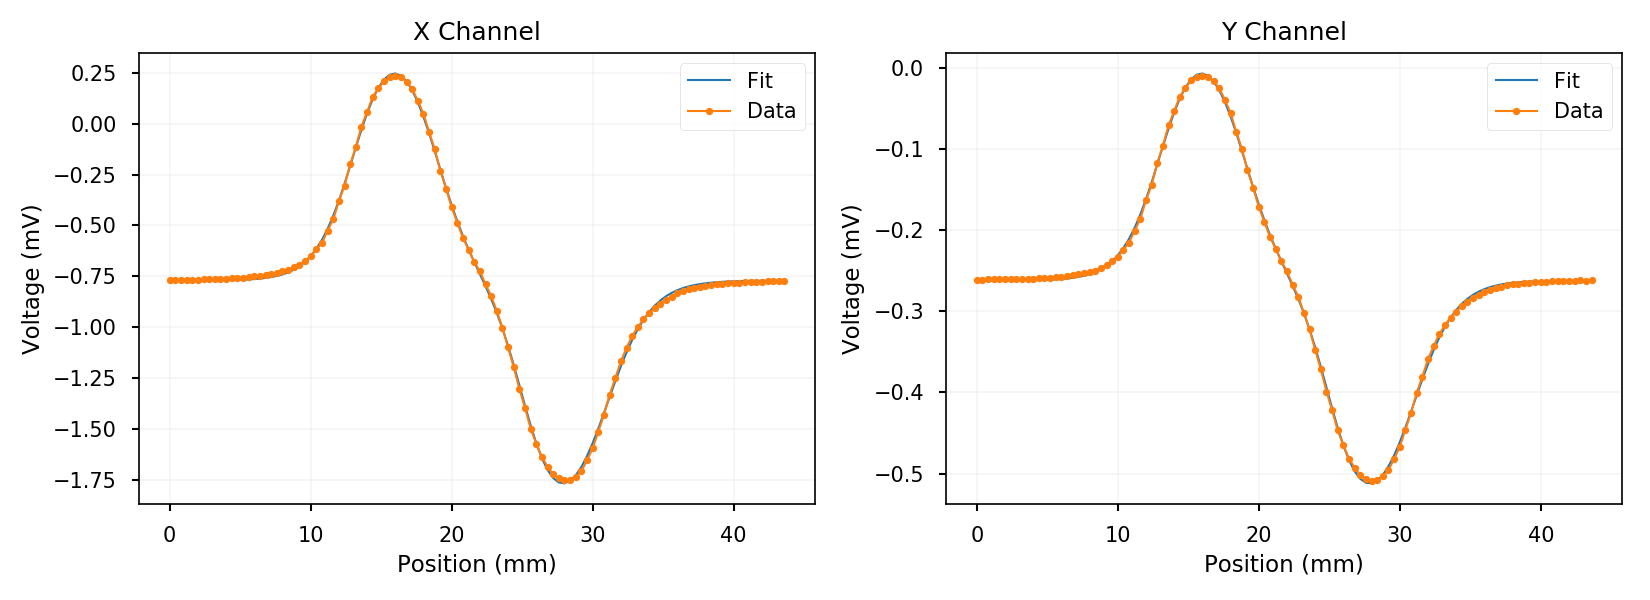 X Channel
Voltage (mV)
0.25
0.00
−0.25
−0.50
−0.75
−1.00
−1.25
−1.50
−1.75
Fit
Data
0 10 20 30 40
Position (mm)
Y Channel
Voltage (mV)
0.0
−0.1
−0.2
−0.3
−0.4
−0.5
Fit
Data
0 10 20 30 40
Position (mm)